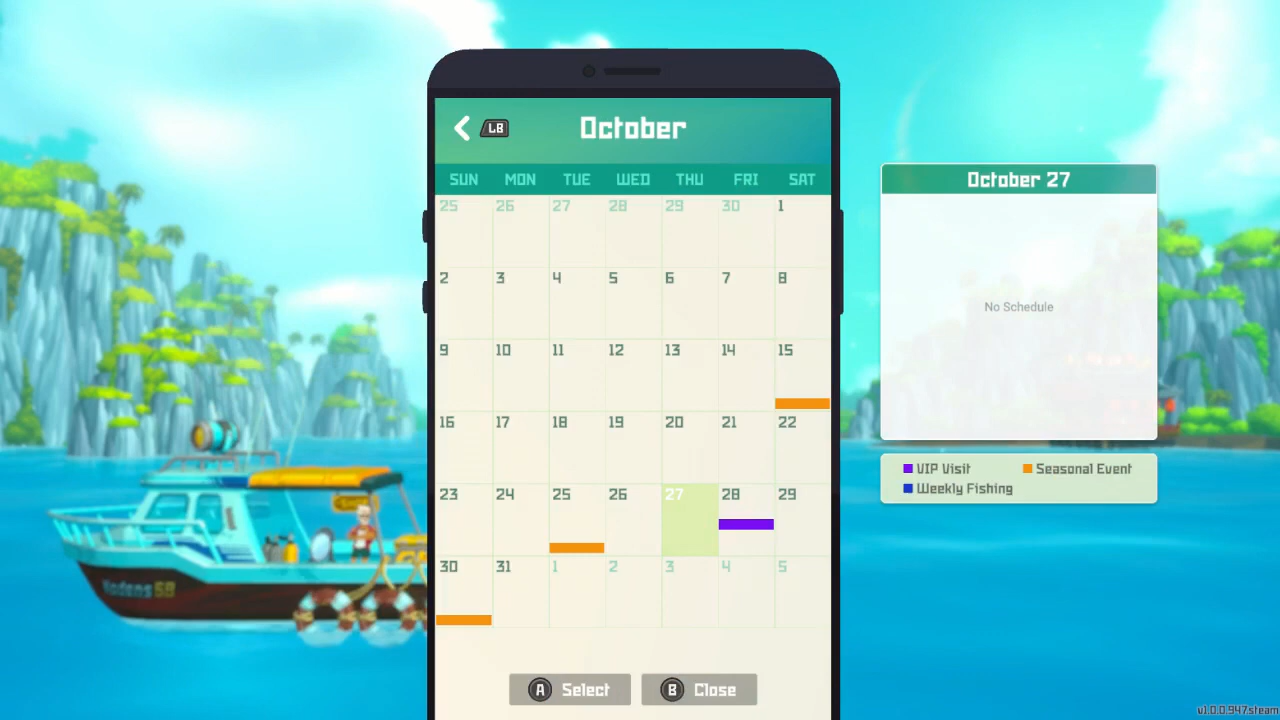 LB
October
SUN MON TUE WED THU FRI SAT
25 26 27 28 29 30 1
2 3 4 5 6 7 8
9 10 11 12 13 14 15
16 17 18 19 20 21 22
23 24 25 26 27 28 29
30 31 1 2 3 4 5
A Select B Close
October 27
No Schedule
VIP Visit Seasonal Event
Weekly Fishing
v1.0.0.947.steam